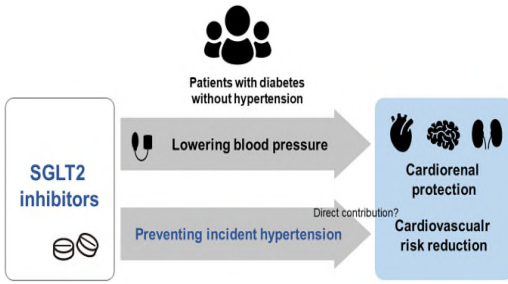 Patients with diabetes
without hypertension
SGLT2
inhibitors
Lowering blood pressure
Preventing incident hypertension
Direct contribution?
Cardiorenal
protection
Cardiovascualr
risk reduction